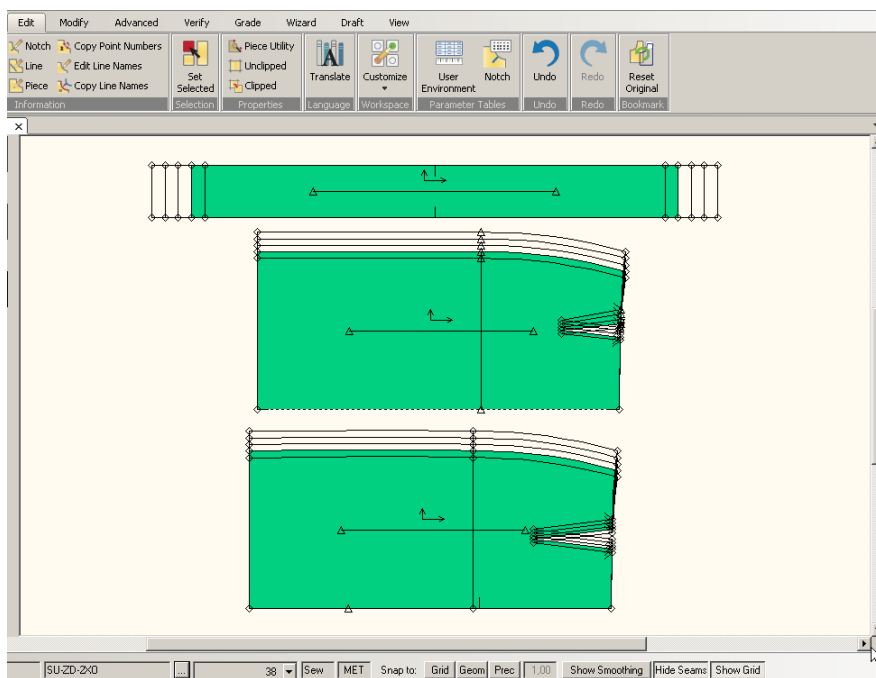 Edit Modify Advanced Verify Grade Wizard Draft View
Notch Copy Point Numbers Piece Utility
Line Edit Line Names Unclipped
Piece Copy Line Names Clipped
Set Selected Translate Customize User Environment Notch Undo Redo Reset Original
Information Selection Properties Language Workspace Parameter Tables Undo Redo Bookmark
SU-ZD-2X0 ... 38 Sew MET Snap to: Grid Geom Prec 1,00 Show Smoothing Hide Seams Show Grid